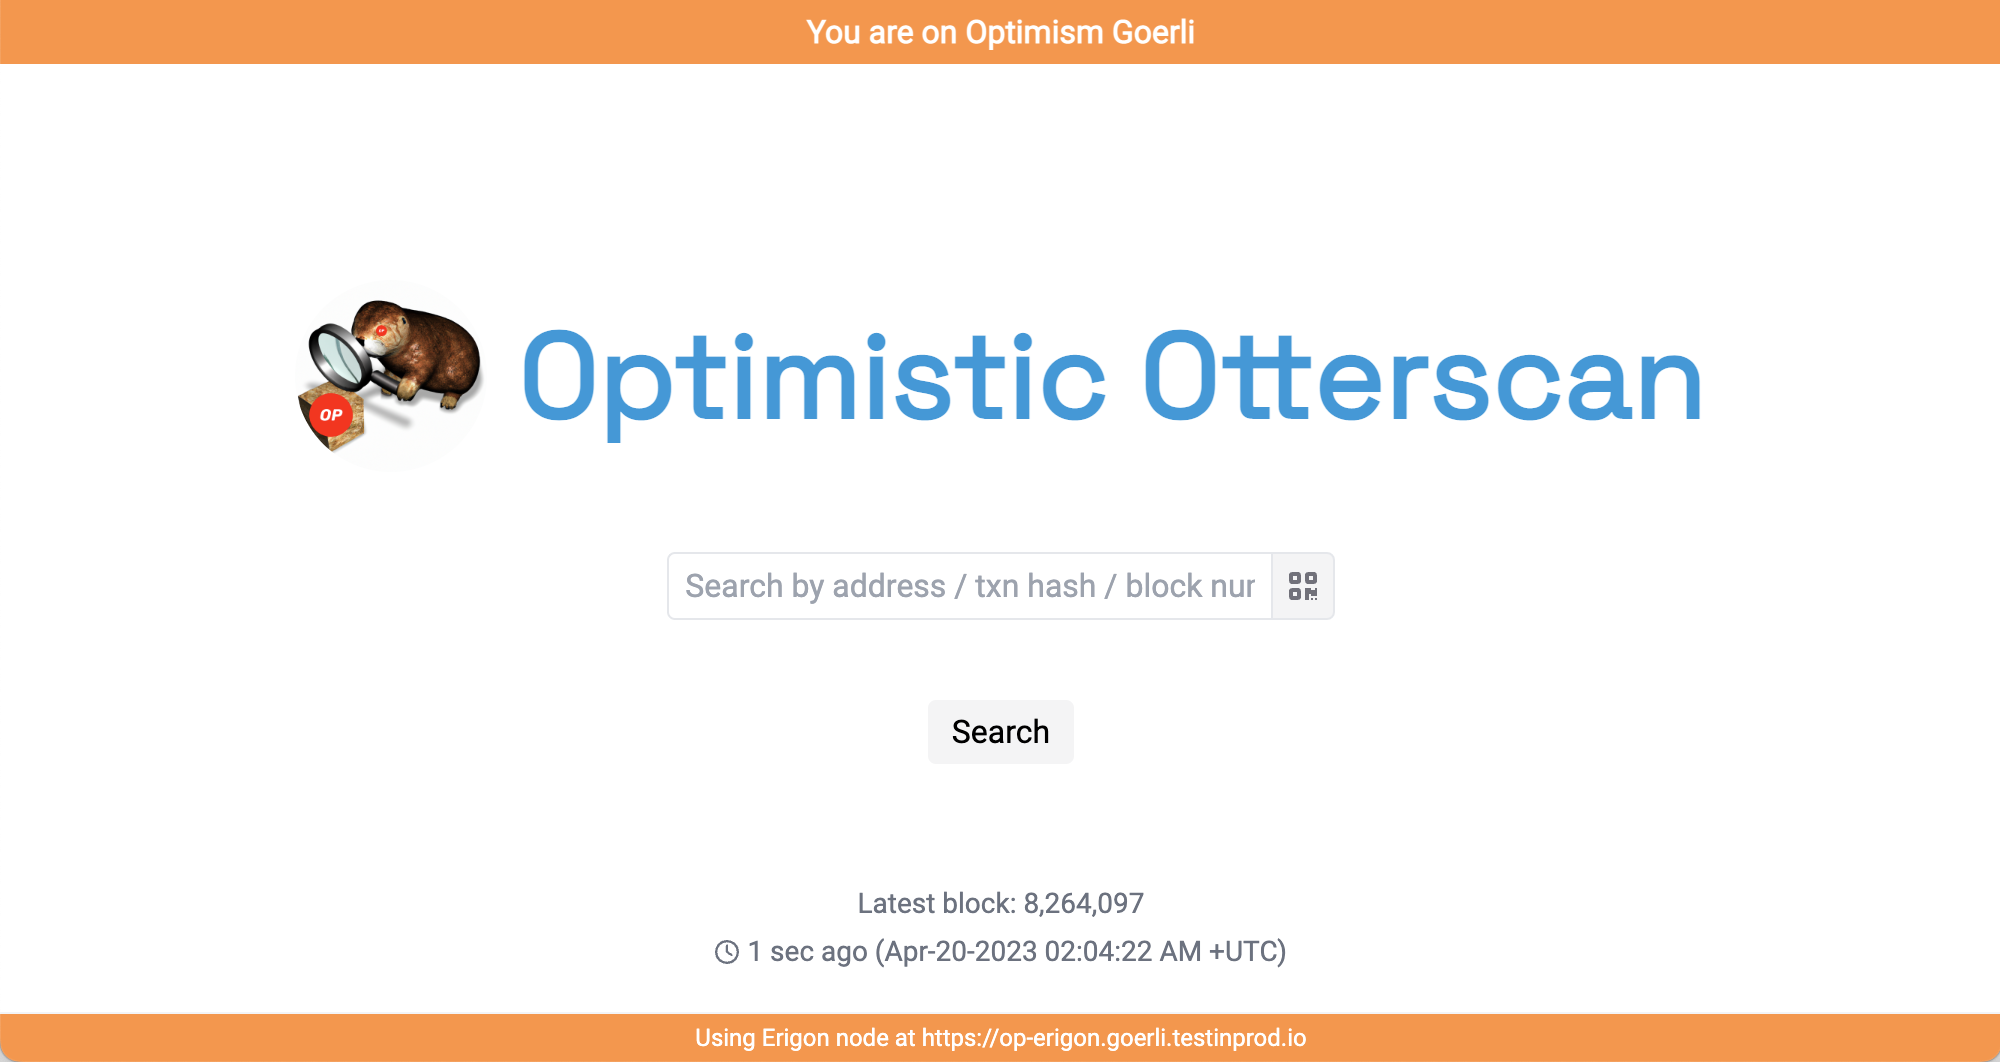 You are on Optimism Goerli
OP
Optimistic Otterscan
OP
Search by address / txn hash / block nur
Search
Latest block: 8,264,097
1 sec ago (Apr-20-2023 02:04:22 AM +UTC)
Using Erigon node at https://op-erigon.goerli.testinprod.io